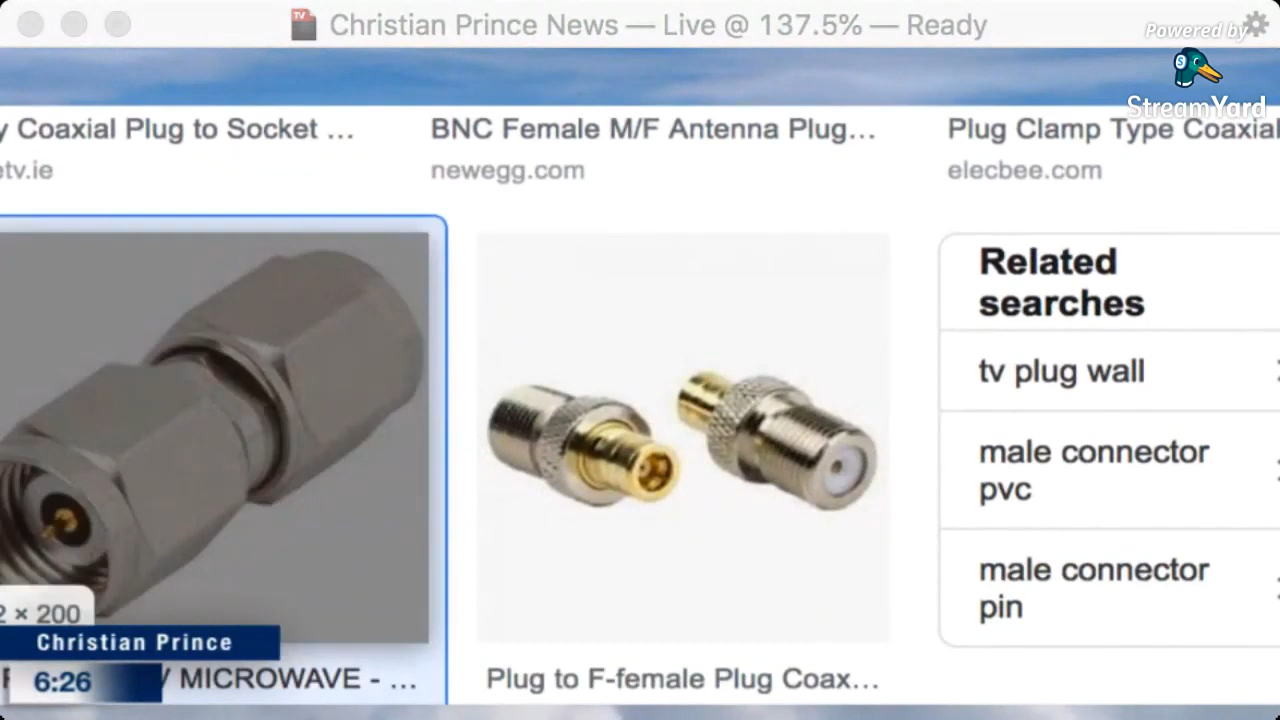 TV Christian Prince News — Live @ 137.5% — Ready
Powered by
StreamYard
y Coaxial Plug to Socket ...
etv.ie
BNC Female M/F Antenna Plug...
newegg.com
Plug Clamp Type Coaxial
elecbee.com
Related
searches
tv plug wall
male connector
pvc
male connector
pin
2 × 200
Christian Prince
6:26
MICROWAVE - ...
Plug to F-female Plug Coax...